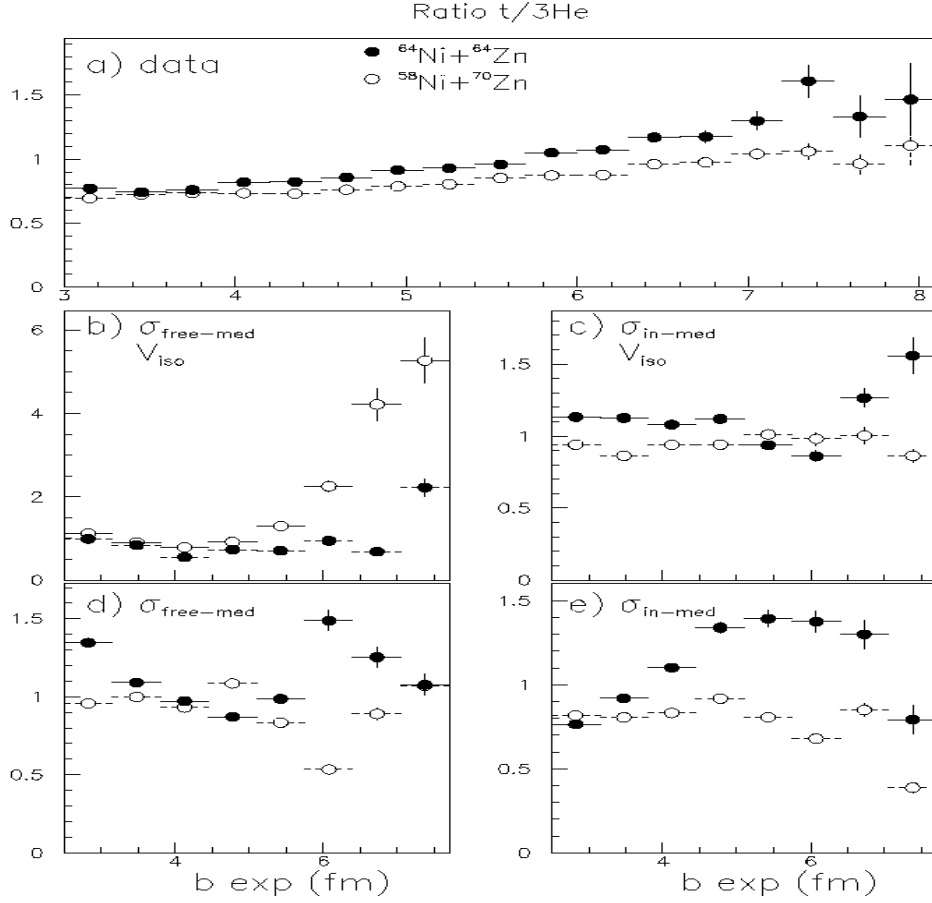 Ratio t/3He
a) data
⁶⁴Ni+⁶⁴Zn
⁵⁸Ni+⁷⁰Zn
1.5
1
0.5
0
3 4 5 6 7 8
b) σfree−med
Viso
6
4
2
0
c) σin−med
Viso
1.5
1
0.5
0
d) σfree−med
1.5
1
0.5
0
4 6
b exp (fm)
e) σin−med
1.5
1
0.5
0
4 6
b exp (fm)